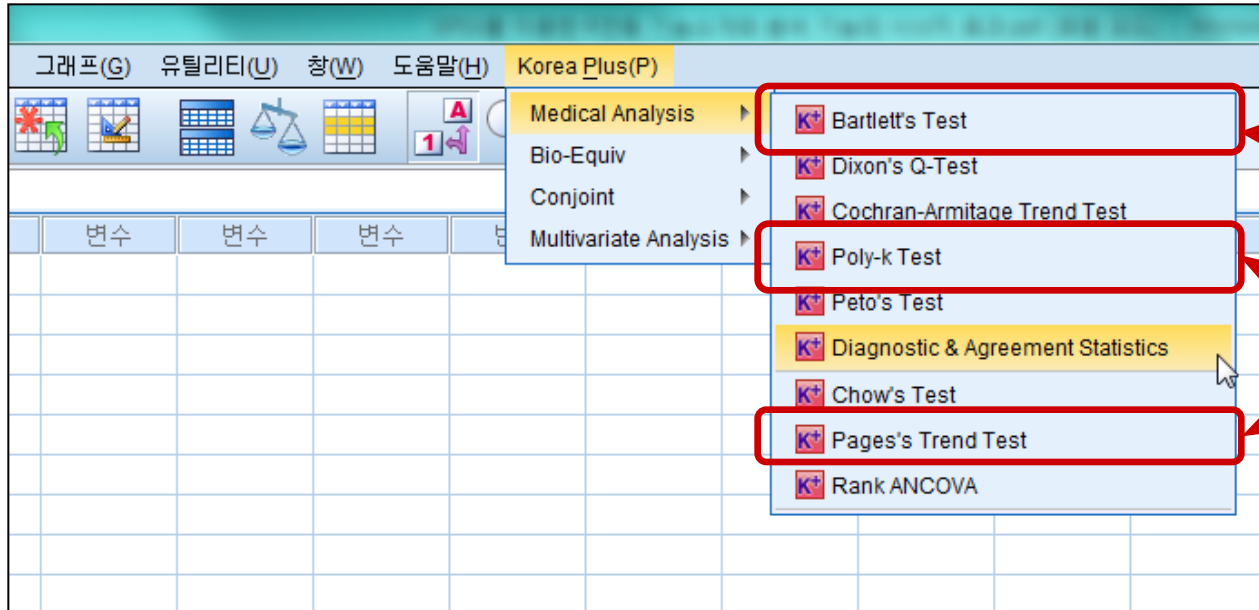 그래프(G) 유틸리티(U) 창(W) 도움말(H) Korea Plus(P)
Medical Analysis
Bio-Equiv
Conjoint
Multivariate Analysis
K+ Bartlett's Test
K+ Dixon's Q-Test
K+ Cochran-Armitage Trend Test
K+ Poly-k Test
K+ Peto's Test
K+ Diagnostic & Agreement Statistics
K+ Chow's Test
K+ Pages's Trend Test
K+ Rank ANCOVA
A
1
변수 변수 변수